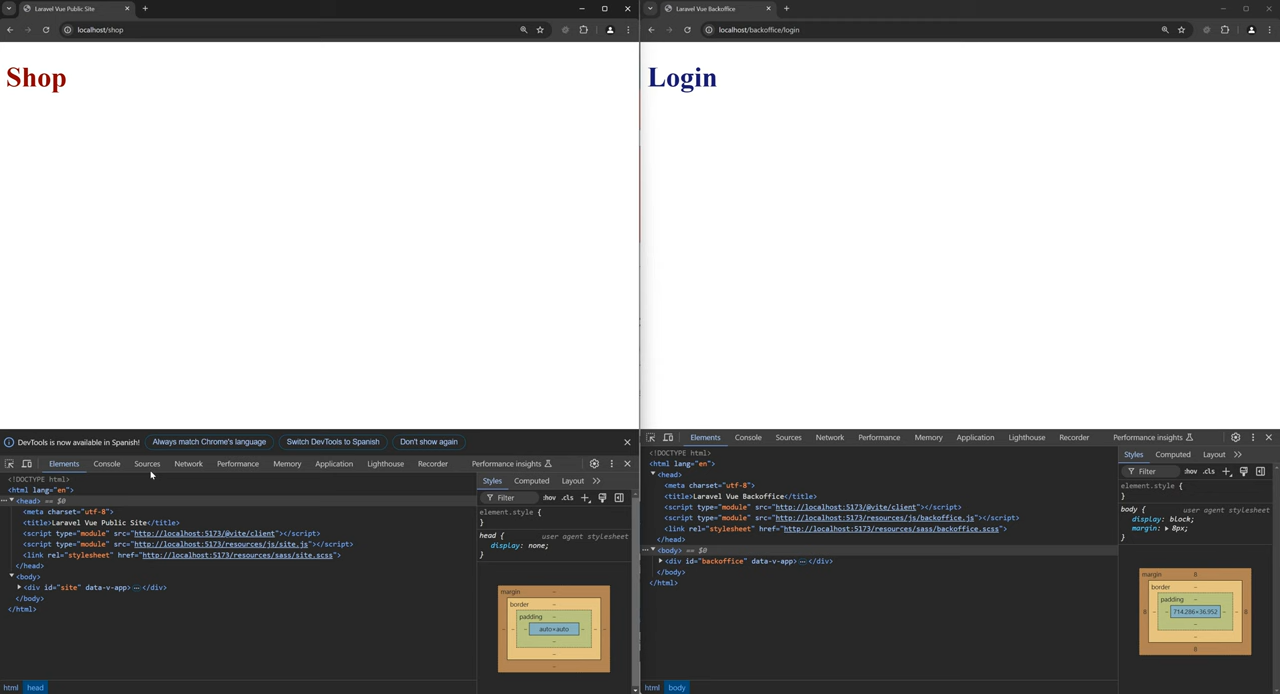 Laravel Vue Public Site
localhost/shop
Shop
DevTools is now available in Spanish! Always match Chrome's language Switch DevTools to Spanish Don't show again
Elements Console Sources Network Performance Memory Application Lighthouse Recorder Performance insights
<!DOCTYPE html>
<html lang="en">
<head> == $0
<meta charset="utf-8">
<title>Laravel Vue Public Site</title>
<script type="module" src="http://localhost:5173/@vite/client"></script>
<script type="module" src="http://localhost:5173/resources/js/site.js"></script>
<link rel="stylesheet" href="http://localhost:5173/resources/sass/site.scss">
</head>
<body>
<div id="site" data-v-app>…</div>
</body>
</html>
html head
Styles Computed Layout
Filter :hov .cls
element.style {
}
head { user agent stylesheet
display: none;
}
margin –
border –
padding –
– – – auto×auto – – –
–
–
–
Laravel Vue Backoffice
localhost/backoffice/login
Login
Elements Console Sources Network Performance Memory Application Lighthouse Recorder Performance insights
<!DOCTYPE html>
<html lang="en">
<head>
<meta charset="utf-8">
<title>Laravel Vue Backoffice</title>
<script type="module" src="http://localhost:5173/@vite/client"></script>
<script type="module" src="http://localhost:5173/resources/js/backoffice.js"></script>
<link rel="stylesheet" href="http://localhost:5173/resources/sass/backoffice.scss">
</head>
<body> == $0
<div id="backoffice" data-v-app>…</div>
</body>
</html>
html body
Styles Computed Layout
Filter :hov .cls
element.style {
}
body { user agent stylesheet
display: block;
margin: 8px;
}
margin 8
border –
padding –
8 – – 714.286×36.952 – – 8
–
–
8